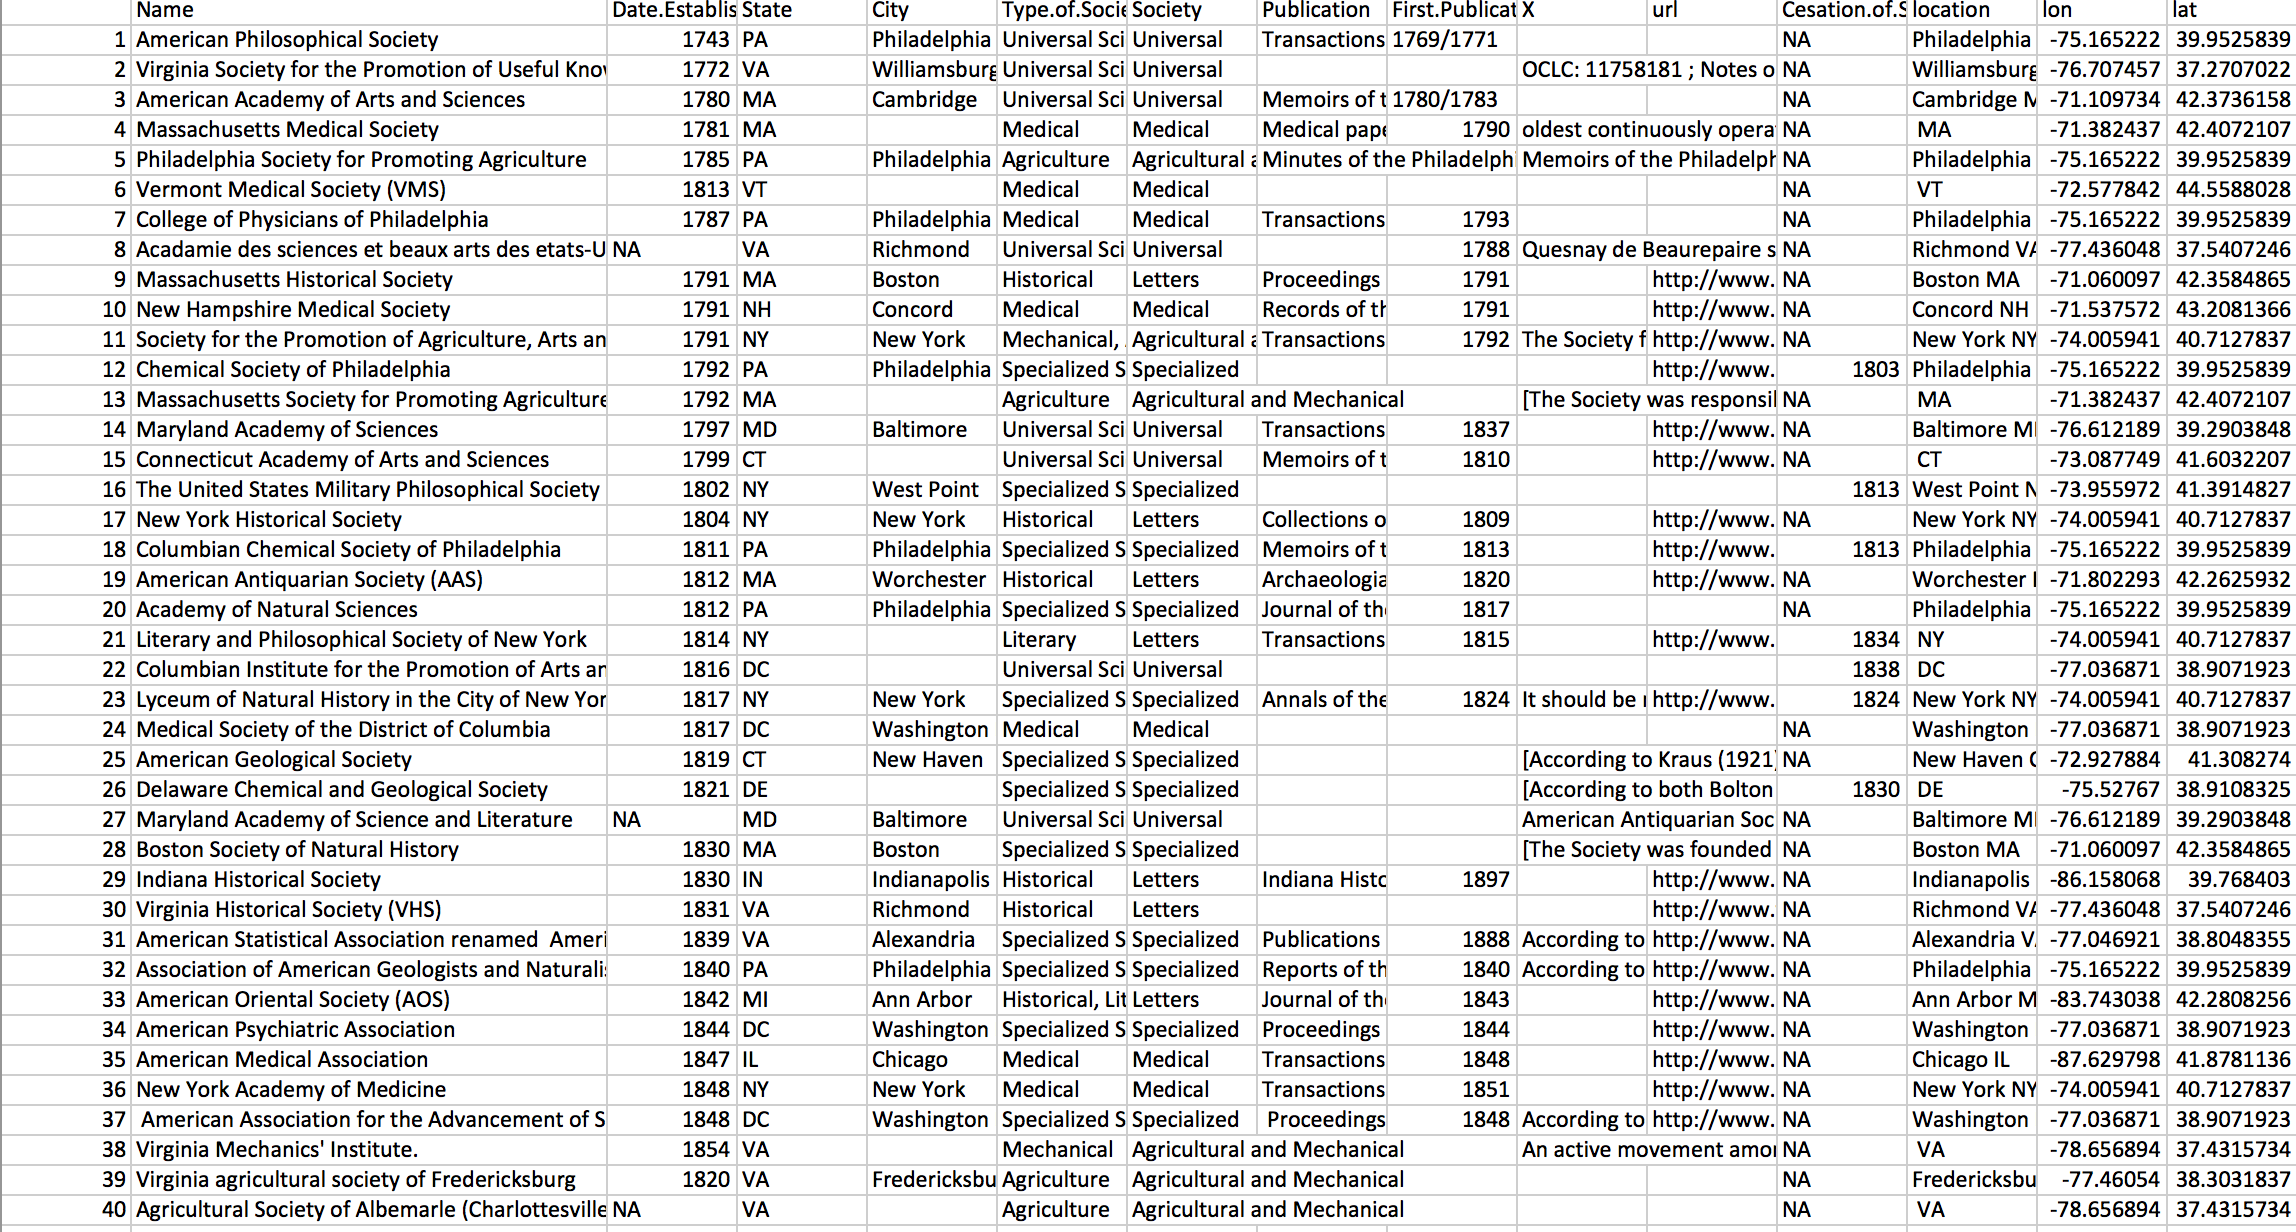 Name Date.Establis State City Type.of.Socie Society Publication First.Publicat X url Cesation.of.S location lon lat
1 American Philosophical Society 1743 PA Philadelphia Universal Sci Universal Transactions 1769/1771 NA Philadelphia -75.165222 39.9525839
2 Virginia Society for the Promotion of Useful Kno 1772 VA Williamsburg Universal Sci Universal OCLC: 11758181 ; Notes o NA Williamsburg -76.707457 37.2707022
3 American Academy of Arts and Sciences 1780 MA Cambridge Universal Sci Universal Memoirs of t 1780/1783 NA Cambridge M -71.109734 42.3736158
4 Massachusetts Medical Society 1781 MA Medical Medical Medical pape 1790 oldest continuously opera NA MA -71.382437 42.4072107
5 Philadelphia Society for Promoting Agriculture 1785 PA Philadelphia Agriculture Agricultural a Minutes of the Philadelph Memoirs of the Philadelph NA Philadelphia -75.165222 39.9525839
6 Vermont Medical Society (VMS) 1813 VT Medical Medical NA VT -72.577842 44.5588028
7 College of Physicians of Philadelphia 1787 PA Philadelphia Medical Medical Transactions 1793 NA Philadelphia -75.165222 39.9525839
8 Acadamie des sciences et beaux arts des etats-U NA VA Richmond Universal Sci Universal 1788 Quesnay de Beaurepaire s NA Richmond VA -77.436048 37.5407246
9 Massachusetts Historical Society 1791 MA Boston Historical Letters Proceedings 1791 http://www. NA Boston MA -71.060097 42.3584865
10 New Hampshire Medical Society 1791 NH Concord Medical Medical Records of th 1791 http://www. NA Concord NH -71.537572 43.2081366
11 Society for the Promotion of Agriculture, Arts an 1791 NY New York Mechanical, Agricultural a Transactions 1792 The Society f http://www. NA New York NY -74.005941 40.7127837
12 Chemical Society of Philadelphia 1792 PA Philadelphia Specialized S Specialized http://www. 1803 Philadelphia -75.165222 39.9525839
13 Massachusetts Society for Promoting Agriculture 1792 MA Agriculture Agricultural and Mechanical [The Society was responsi NA MA -71.382437 42.4072107
14 Maryland Academy of Sciences 1797 MD Baltimore Universal Sci Universal Transactions 1837 http://www. NA Baltimore M -76.612189 39.2903848
15 Connecticut Academy of Arts and Sciences 1799 CT Universal Sci Universal Memoirs of t 1810 http://www. NA CT -73.087749 41.6032207
16 The United States Military Philosophical Society 1802 NY West Point Specialized S Specialized 1813 West Point N -73.955972 41.3914827
17 New York Historical Society 1804 NY New York Historical Letters Collections o 1809 http://www. NA New York NY -74.005941 40.7127837
18 Columbian Chemical Society of Philadelphia 1811 PA Philadelphia Specialized S Specialized Memoirs of t 1813 http://www. 1813 Philadelphia -75.165222 39.9525839
19 American Antiquarian Society (AAS) 1812 MA Worchester Historical Letters Archaeologia 1820 http://www. NA Worchester -71.802293 42.2625932
20 Academy of Natural Sciences 1812 PA Philadelphia Specialized S Specialized Journal of the 1817 NA Philadelphia -75.165222 39.9525839
21 Literary and Philosophical Society of New York 1814 NY Literary Letters Transactions 1815 http://www. 1834 NY -74.005941 40.7127837
22 Columbian Institute for the Promotion of Arts an 1816 DC Universal Sci Universal 1838 DC -77.036871 38.9071923
23 Lyceum of Natural History in the City of New Yor 1817 NY New York Specialized S Specialized Annals of the 1824 It should be http://www. 1824 New York NY -74.005941 40.7127837
24 Medical Society of the District of Columbia 1817 DC Washington Medical Medical NA Washington -77.036871 38.9071923
25 American Geological Society 1819 CT New Haven Specialized S Specialized [According to Kraus (1921) NA New Haven C -72.927884 41.308274
26 Delaware Chemical and Geological Society 1821 DE Specialized S Specialized [According to both Bolton 1830 DE -75.52767 38.9108325
27 Maryland Academy of Science and Literature NA MD Baltimore Universal Sci Universal American Antiquarian Soc NA Baltimore M -76.612189 39.2903848
28 Boston Society of Natural History 1830 MA Boston Specialized S Specialized [The Society was founded NA Boston MA -71.060097 42.3584865
29 Indiana Historical Society 1830 IN Indianapolis Historical Letters Indiana Histo 1897 http://www. NA Indianapolis -86.158068 39.768403
30 Virginia Historical Society (VHS) 1831 VA Richmond Historical Letters http://www. NA Richmond VA -77.436048 37.5407246
31 American Statistical Association renamed Ameri 1839 VA Alexandria Specialized S Specialized Publications 1888 According to http://www. NA Alexandria V -77.046921 38.8048355
32 Association of American Geologists and Naturalis 1840 PA Philadelphia Specialized S Specialized Reports of th 1840 According to http://www. NA Philadelphia -75.165222 39.9525839
33 American Oriental Society (AOS) 1842 MI Ann Arbor Historical, Lit Letters Journal of the 1843 http://www. NA Ann Arbor M -83.743038 42.2808256
34 American Psychiatric Association 1844 DC Washington Specialized S Specialized Proceedings 1844 http://www. NA Washington -77.036871 38.9071923
35 American Medical Association 1847 IL Chicago Medical Medical Transactions 1848 http://www. NA Chicago IL -87.629798 41.8781136
36 New York Academy of Medicine 1848 NY New York Medical Medical Transactions 1851 http://www. NA New York NY -74.005941 40.7127837
37 American Association for the Advancement of S 1848 DC Washington Specialized S Specialized Proceedings 1848 According to http://www. NA Washington -77.036871 38.9071923
38 Virginia Mechanics' Institute. 1854 VA Mechanical Agricultural and Mechanical An active movement amo NA VA -78.656894 37.4315734
39 Virginia agricultural society of Fredericksburg 1820 VA Fredericksbu Agriculture Agricultural and Mechanical NA Fredericksbu -77.46054 38.3031837
40 Agricultural Society of Albemarle (Charlottesville NA VA Agriculture Agricultural and Mechanical NA VA -78.656894 37.4315734